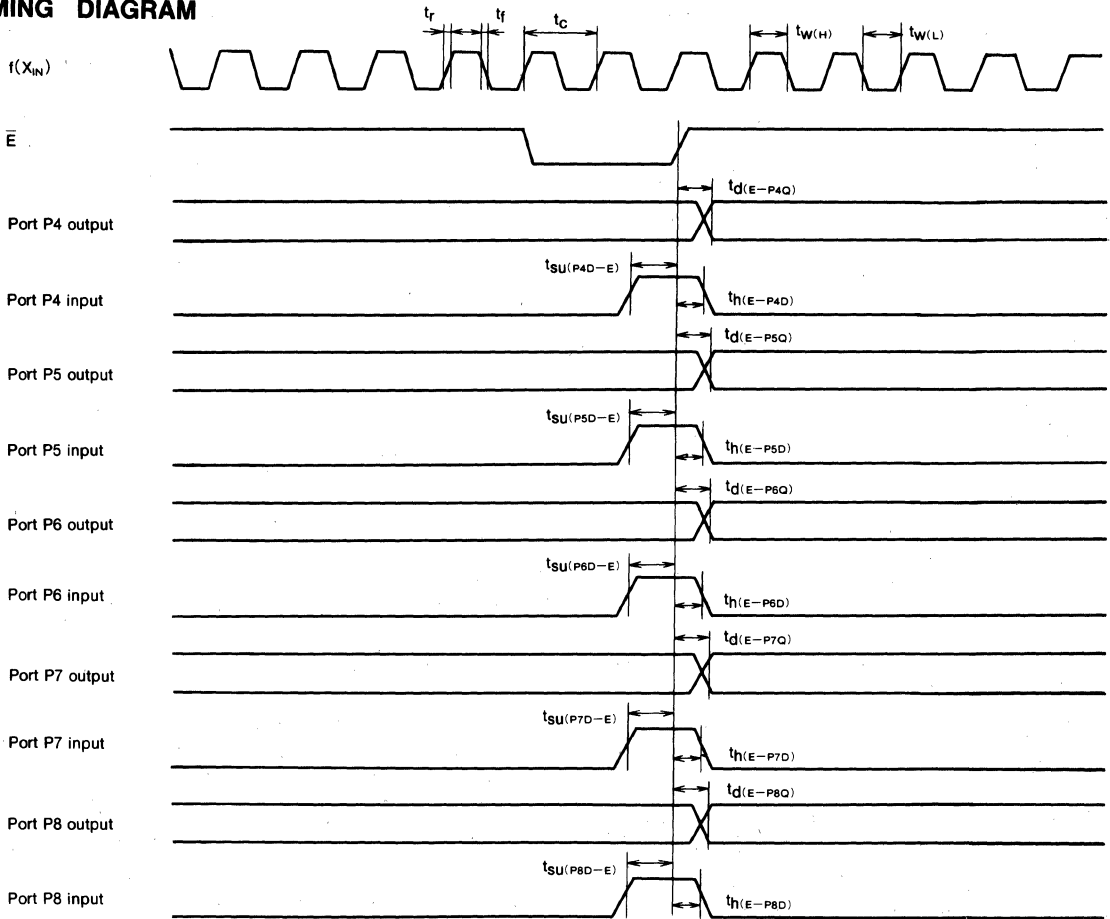 MING DIAGRAM
tr tf tc tW(H) tW(L)
f(XIN)
E̅
td(E−P4Q)
Port P4 output
tsu(P4D−E)
Port P4 input
th(E−P4D)
td(E−P5Q)
Port P5 output
tsu(P5D−E)
Port P5 input
th(E−P5D)
td(E−P6Q)
Port P6 output
tsu(P6D−E)
Port P6 input
th(E−P6D)
td(E−P7Q)
Port P7 output
tsu(P7D−E)
Port P7 input
th(E−P7D)
td(E−P8Q)
Port P8 output
tsu(P8D−E)
Port P8 input
th(E−P8D)